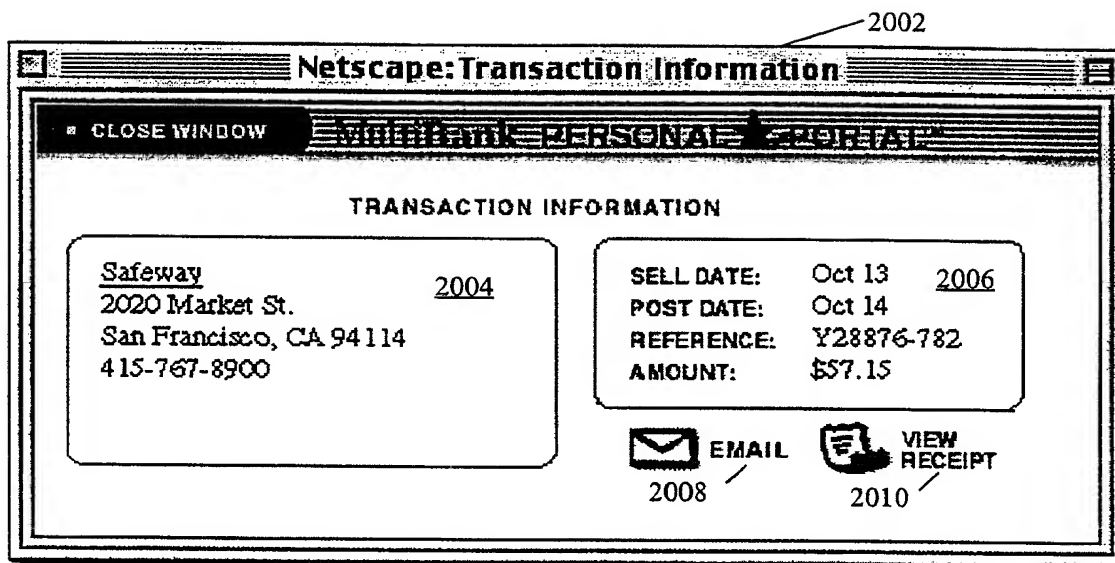 2002
Netscape: Transaction Information
CLOSE WINDOW
MultiBank PERSONAL PORTAL™
TRANSACTION INFORMATION
Safeway
2004
2020 Market St.
San Francisco, CA 94114
415-767-8900
SELL DATE: Oct 13
2006
POST DATE: Oct 14
REFERENCE: Y28876-782
AMOUNT: $57.15
EMAIL
VIEW
RECEIPT
2008
2010